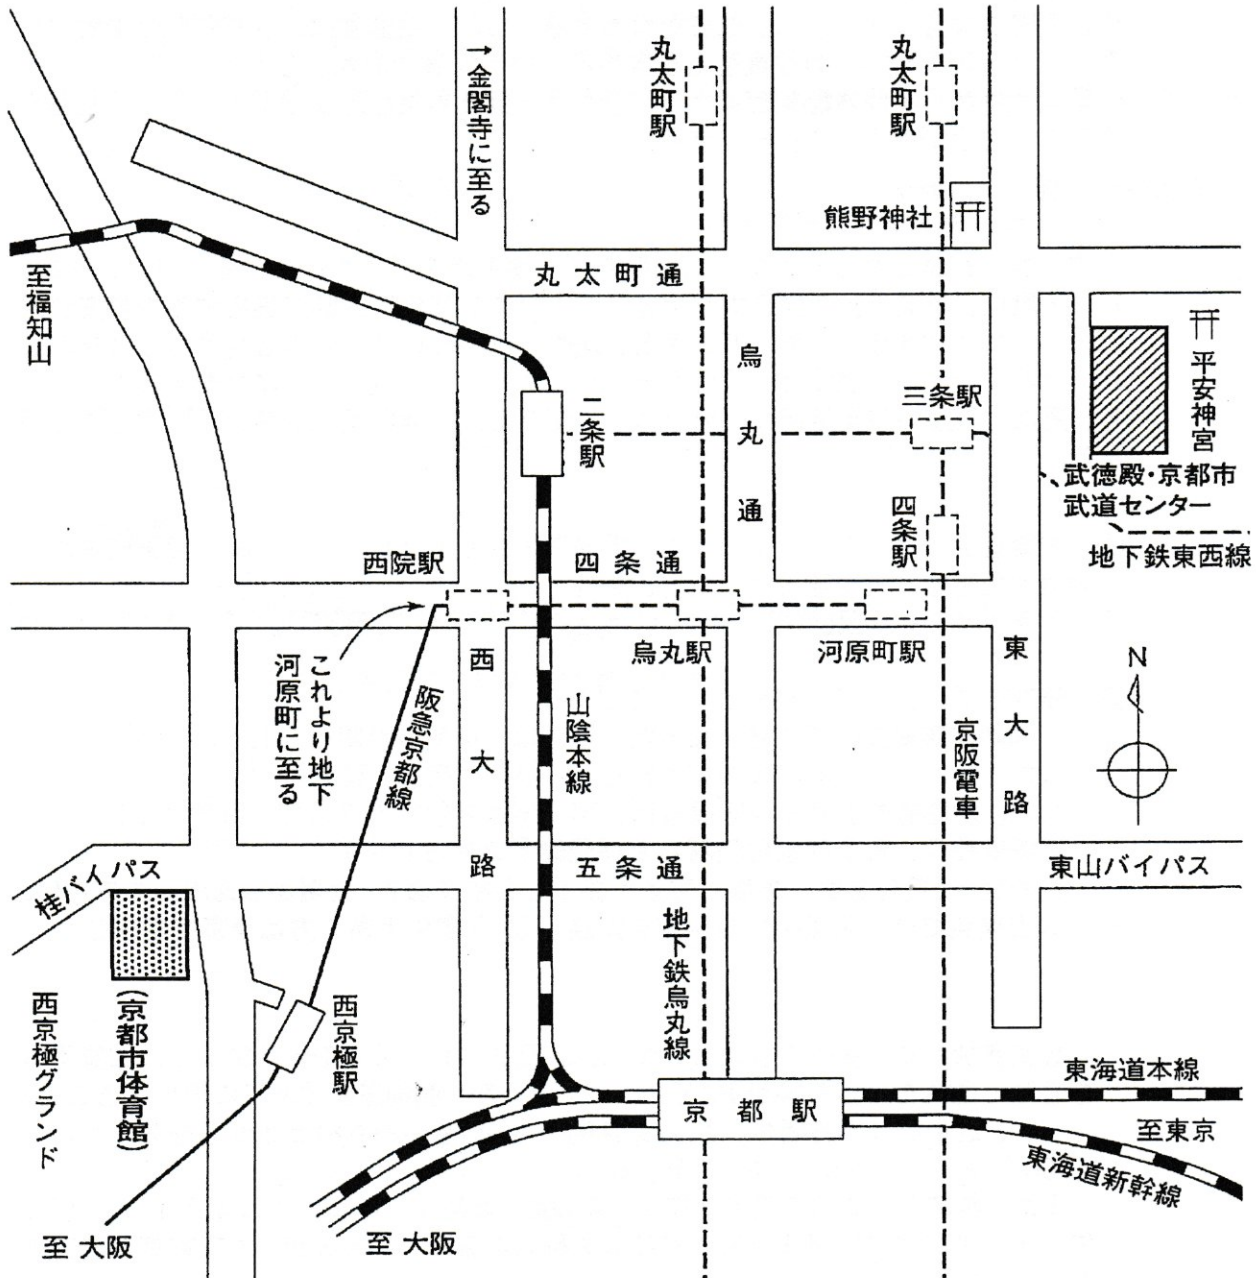 →金閣寺に至る
丸太町駅
丸太町駅
熊野神社
丸太町通
至福知山
烏丸通
平安神宮
二条駅
三条駅
武徳殿・京都市
武道センター
四条駅
地下鉄東西線
西院駅
四条通
烏丸駅
河原町駅
これより地下
河原町に至る
阪急京都線
西大路
山陰本線
京阪電車
東大路
N
桂バイパス
五条通
東山バイパス
地下鉄烏丸線
西京極グランド
(京都市体育館)
西京極駅
京都駅
東海道本線
至東京
東海道新幹線
至 大阪
至 大阪